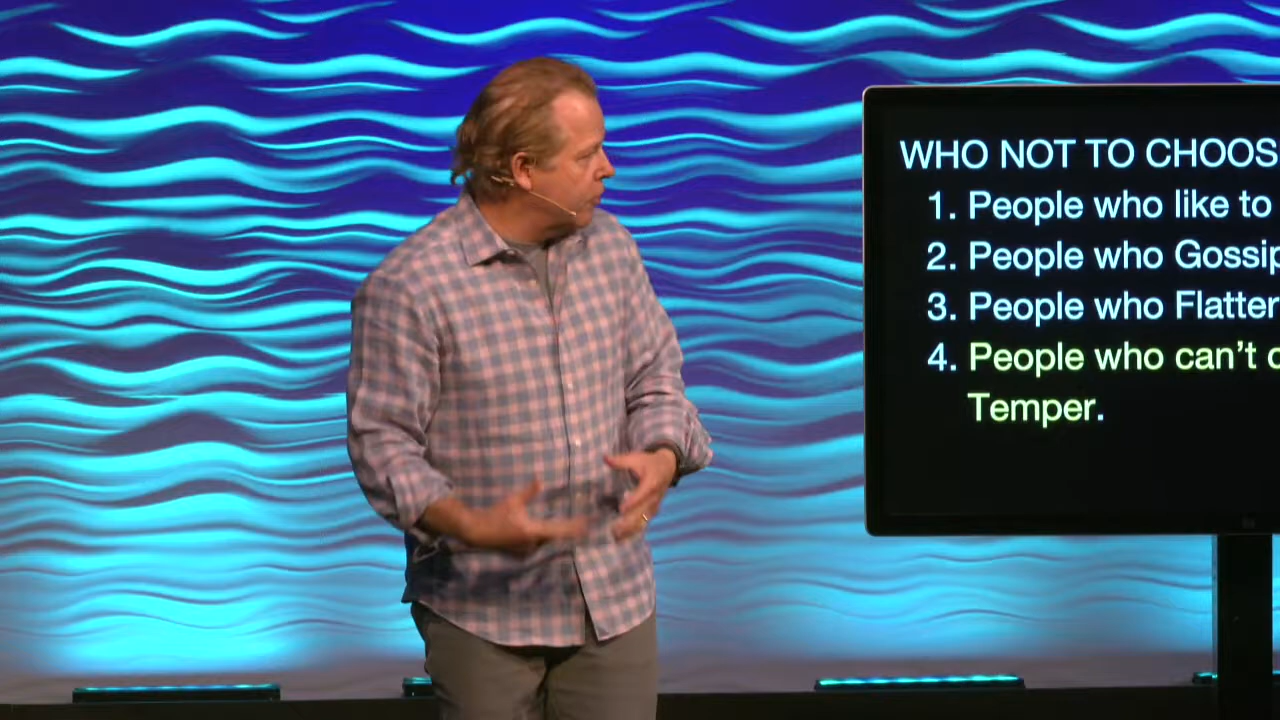 WHO NOT TO CHOOS
1. People who like to
2. People who Gossip
3. People who Flatter
4. People who can't
Temper.